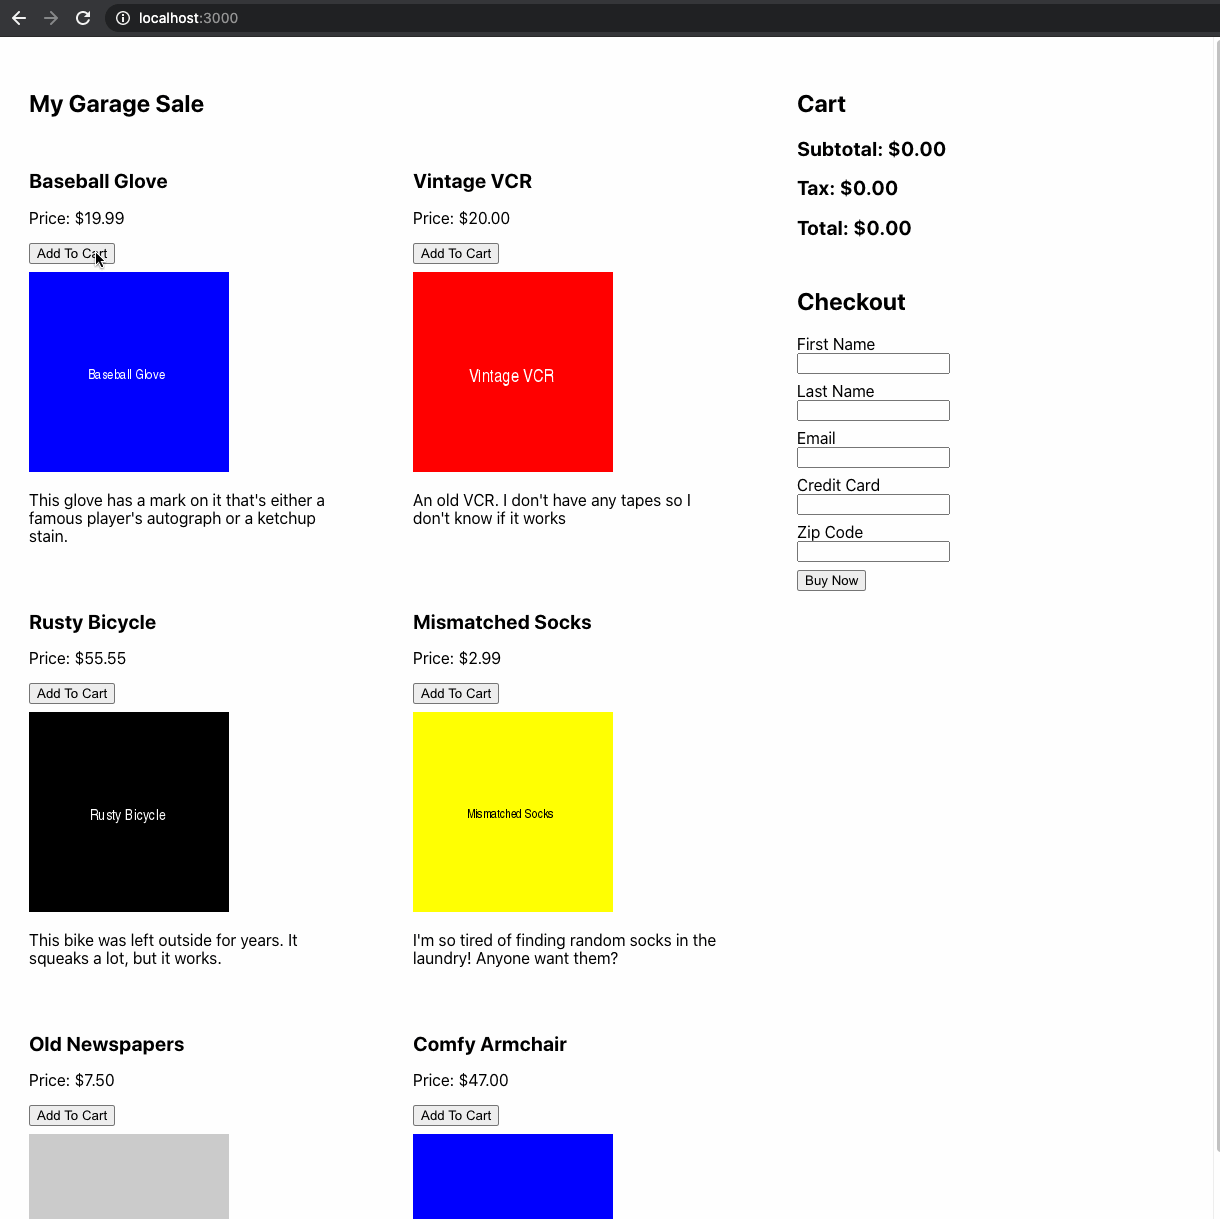 localhost:3000
My Garage Sale
Baseball Glove
Price: $19.99
Add To Cart
Baseball Glove
This glove has a mark on it that's either a
famous player's autograph or a ketchup
stain.
Vintage VCR
Price: $20.00
Add To Cart
Vintage VCR
An old VCR. I don't have any tapes so I
don't know if it works
Rusty Bicycle
Price: $55.55
Add To Cart
Rusty Bicycle
This bike was left outside for years. It
squeaks a lot, but it works.
Mismatched Socks
Price: $2.99
Add To Cart
Mismatched Socks
I'm so tired of finding random socks in the
laundry! Anyone want them?
Old Newspapers
Price: $7.50
Add To Cart
Comfy Armchair
Price: $47.00
Add To Cart
Cart
Subtotal: $0.00
Tax: $0.00
Total: $0.00
Checkout
First Name
Last Name
Email
Credit Card
Zip Code
Buy Now